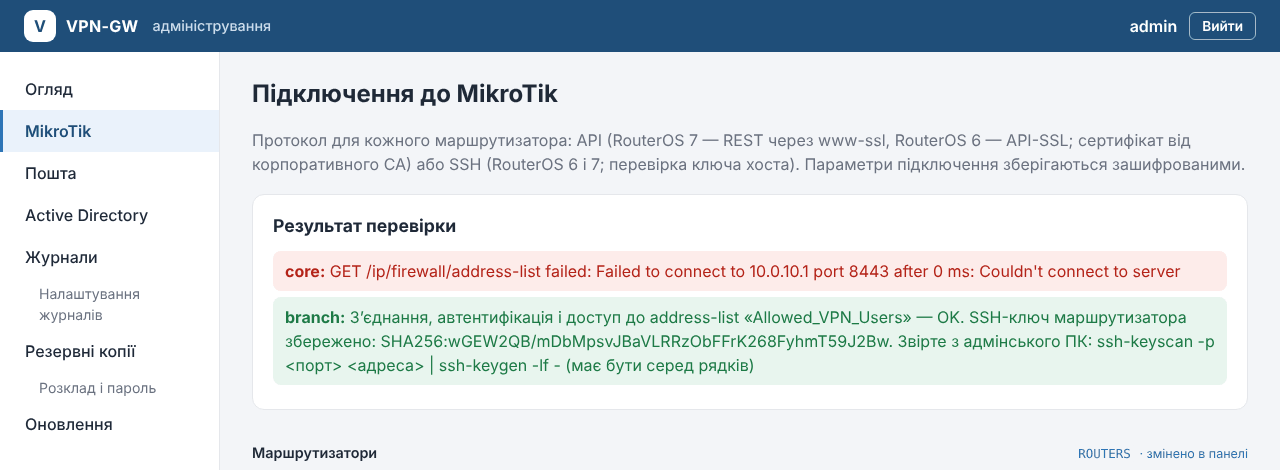 V VPN-GW адміністрування admin Вийти
Огляд
MikroTik
Пошта
Active Directory
Журнали
Налаштування
журналів
Резервні копії
Розклад і пароль
Оновлення
Підключення до MikroTik
Протокол для кожного маршрутизатора: API (RouterOS 7 — REST через www-ssl, RouterOS 6 — API-SSL; сертифікат від
корпоративного CA) або SSH (RouterOS 6 і 7; перевірка ключа хоста). Параметри підключення зберігаються зашифрованими.
Результат перевірки
core: GET /ip/firewall/address-list failed: Failed to connect to 10.0.10.1 port 8443 after 0 ms: Couldn't connect to server
branch: З’єднання, автентифікація і доступ до address-list «Allowed_VPN_Users» — OK. SSH-ключ маршрутизатора
збережено: SHA256:wGEW2QB/mDbMpsvJBaVLRRzObFFrK268FyhmT59J2Bw. Звірте з адмінського ПК: ssh-keyscan -p
<порт> <адреса> | ssh-keygen -lf - (має бути серед рядків)
Маршрутизатори ROUTERS · змінено в панелі